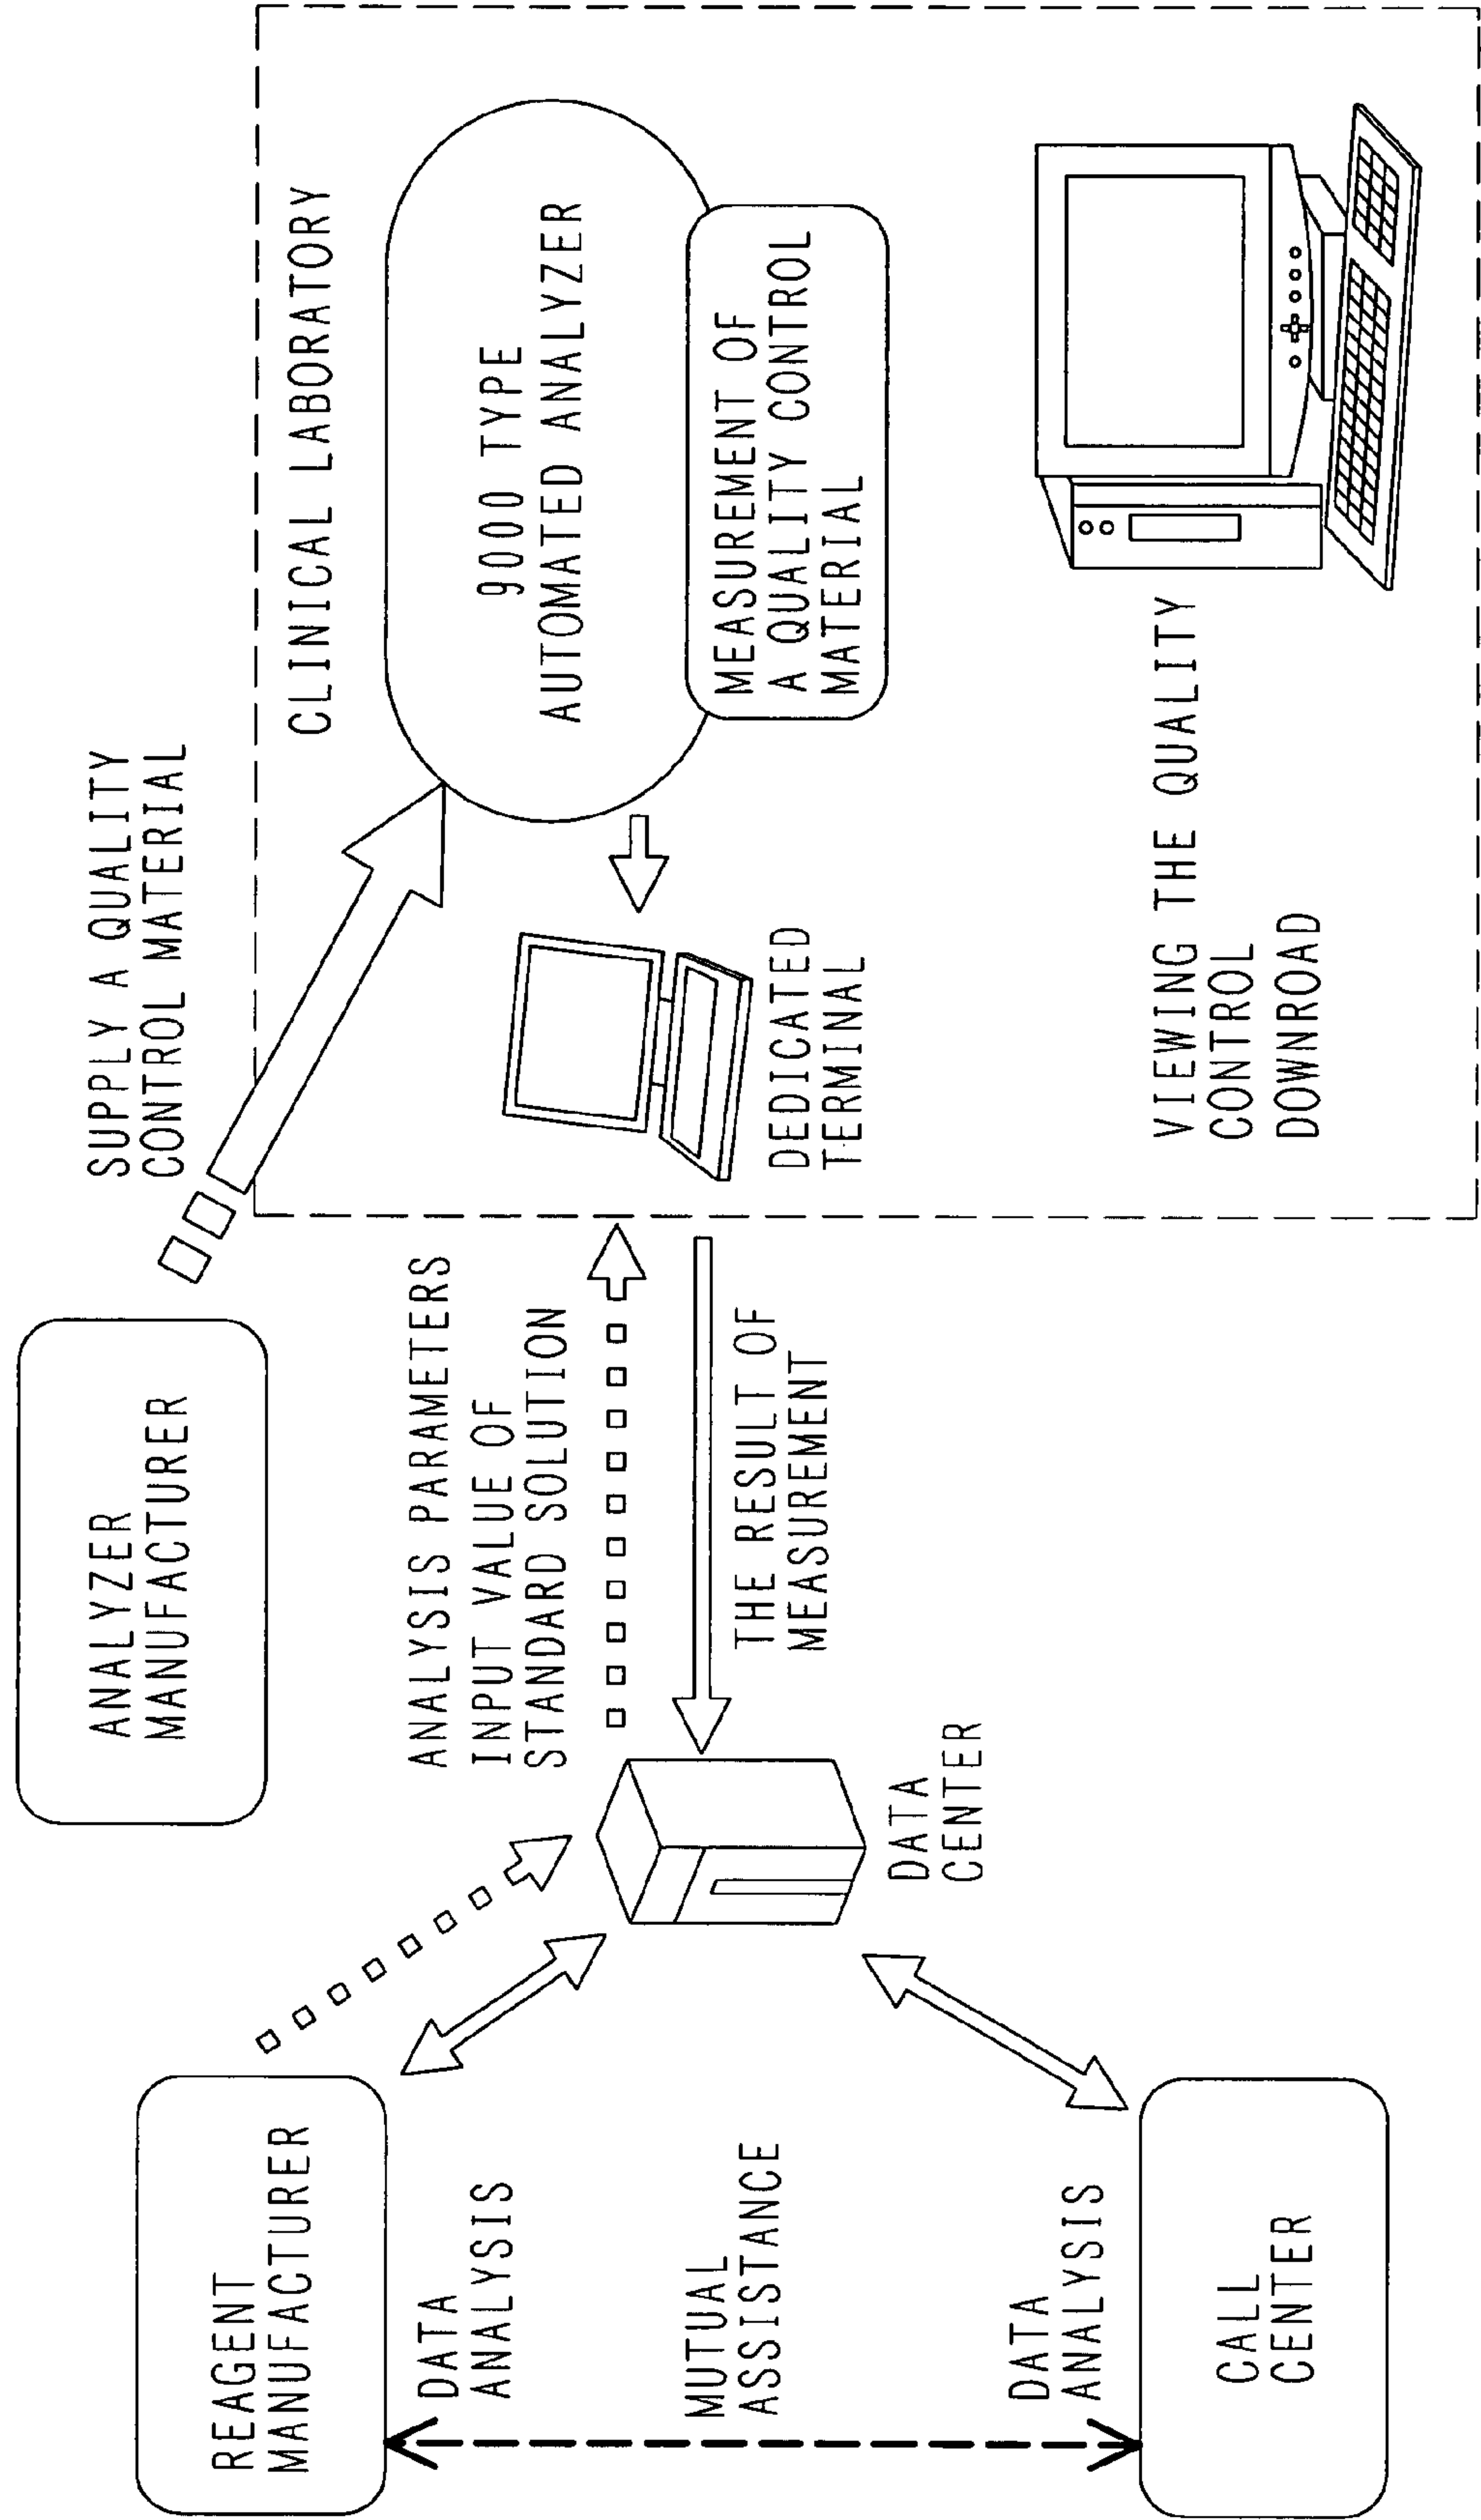 REAGENT
MANUFACTURER
DATA
ANALYSIS
MUTUAL
ASSISTANCE
DATA
ANALYSIS
CALL
CENTER
ANALYZER
MANUFACTURER
ANALYSIS PARAMETERS
INPUT VALUE OF
STANDARD SOLUTION
THE RESULT OF
MEASUREMENT
DATA
CENTER
SUPPLY A QUALITY
CONTROL MATERIAL
CLINICAL LABORATORY
9000 TYPE
AUTOMATED ANALYZER
MEASUREMENT OF
A QUALITY CONTROL
MATERIAL
DEDICATED
TERMINAL
VIEWING THE QUALITY
CONTROL
DOWNROAD